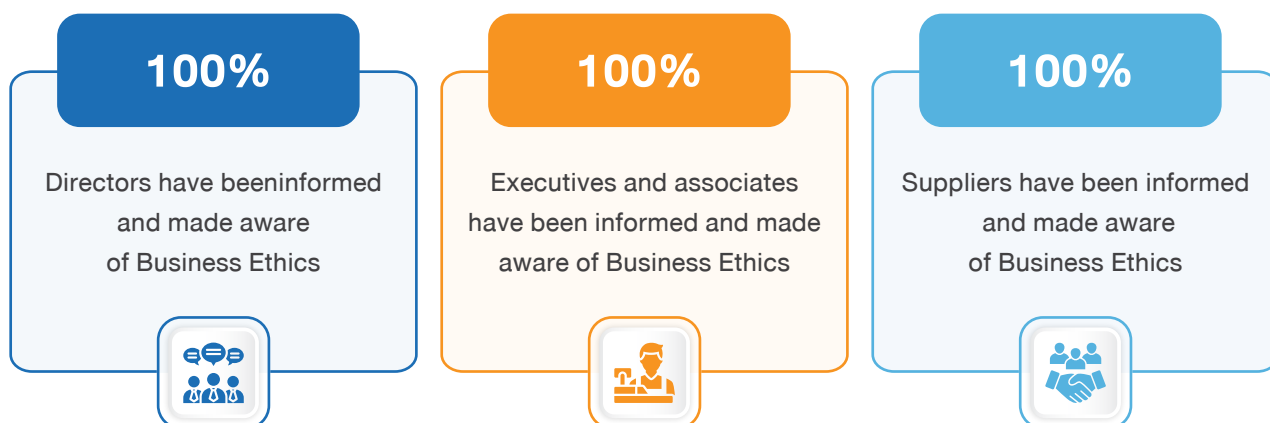 100%
Directors have beeninformed
and made aware
of Business Ethics
100%
Executives and associates
have been informed and made
aware of Business Ethics
100%
Suppliers have been informed
and made aware
of Business Ethics